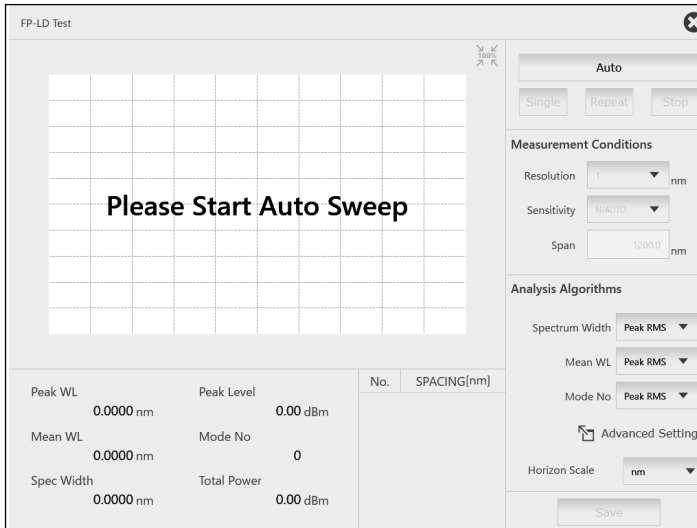 FP-LD Test
100%
Please Start Auto Sweep
Auto
Single Repeat Stop
Measurement Conditions
Resolution 1 nm
Sensitivity N/AUTO
Span 1200.0 nm
Analysis Algorithms
Spectrum Width Peak RMS
Mean WL Peak RMS
Mode No Peak RMS
Advanced Setting
Horizon Scale nm
Save
Peak WL
0.0000 nm
Peak Level
0.00 dBm
Mean WL
0.0000 nm
Mode No
0
Spec Width
0.0000 nm
Total Power
0.00 dBm
No. SPACING[nm]